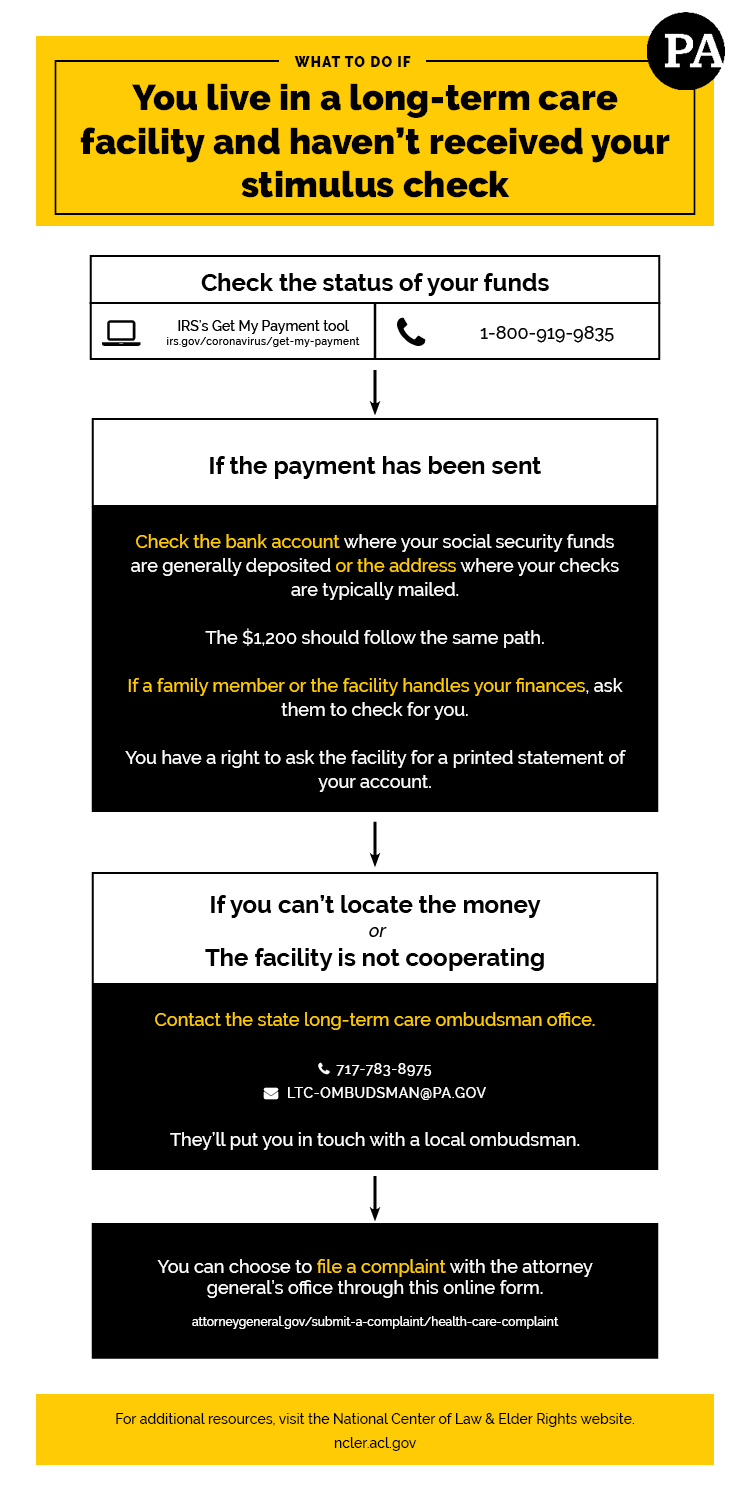 PA
WHAT TO DO IF
You live in a long-term care
facility and haven't received your
stimulus check
Check the status of your funds
IRS's Get My Payment tool
irs.gov/coronavirus/get-my-payment
1-800-919-9835
If the payment has been sent
Check the bank account where your social security funds
are generally deposited or the address where your checks
are typically mailed.
The $1,200 should follow the same path.
If a family member or the facility handles your finances, ask
them to check for you.
You have a right to ask the facility for a printed statement of
your account.
If you can't locate the money
or
The facility is not cooperating
Contact the state long-term care ombudsman office.
717-783-8975
LTC-OMBUDSMAN@PA.GOV
They'll put you in touch with a local ombudsman.
You can choose to file a complaint with the attorney
general's office through this online form.
attorneygeneral.gov/submit-a-complaint/health-care-complaint
For additional resources, visit the National Center of Law & Elder Rights website.
ncler.acl.gov